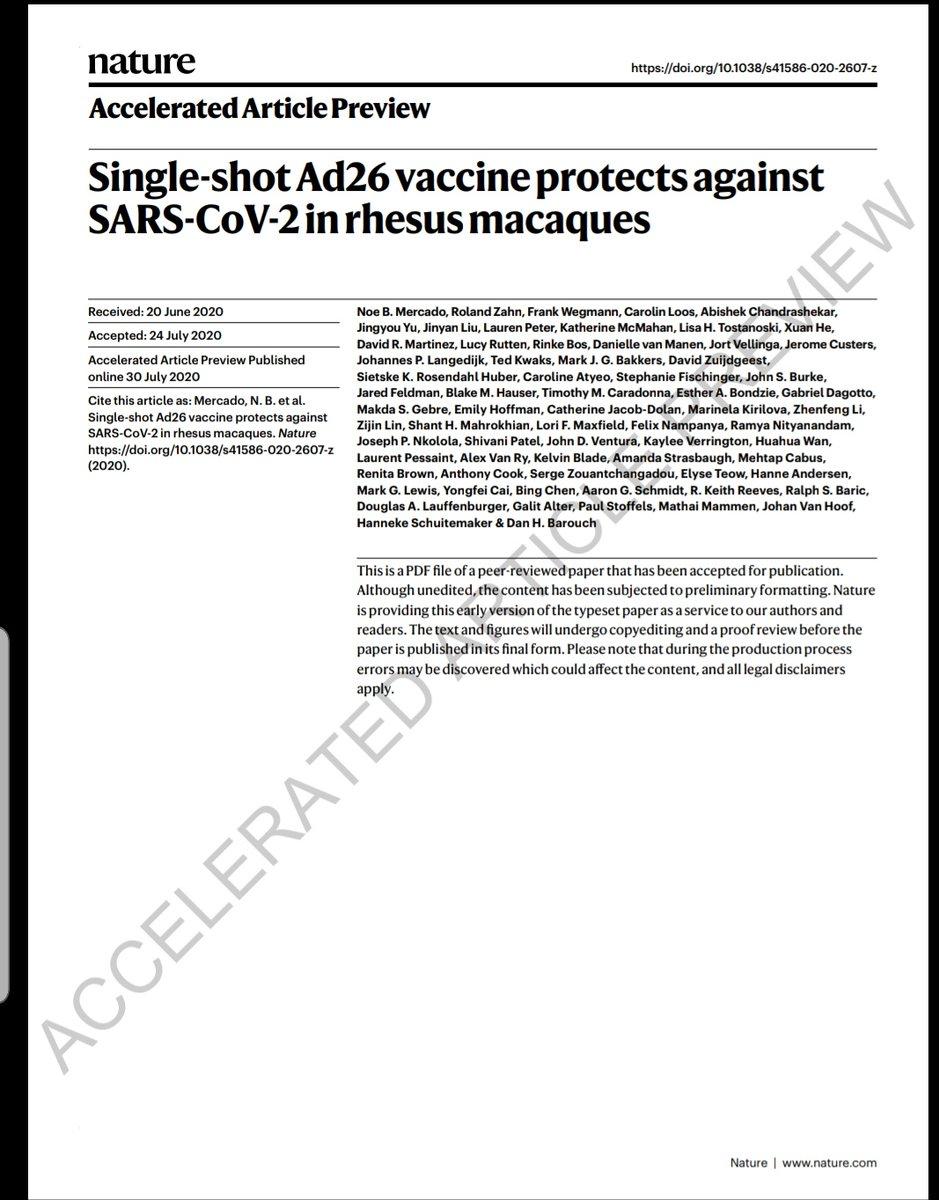 nature
https://doi.org/10.1038/s41586-020-2607-z
Accelerated Article Preview
Single-shot Ad26 vaccine protects against
SARS-CoV-2 in rhesus macaques
Received: 20 June 2020
Accepted: 24 July 2020
Accelerated Article Preview Published
online 30 July 2020
Cite this article as: Mercado, N. B. et al.
Single-shot Ad26 vaccine protects against
SARS-CoV-2 in rhesus macaques. Nature
https://doi.org/10.1038/s41586-020-2607-z
(2020).
Noe B. Mercado, Roland Zahn, Frank Wegmann, Carolin Loos, Abishek Chandrashekar,
Jingyou Yu, Jinyan Liu, Lauren Peter, Katherine McMahan, Lisa H. Tostanoski, Xuan He,
David R. Martinez, Lucy Rutten, Rinke Bos, Danielle van Manen, Jort Vellinga, Jerome Custers,
Johannes P. Langedijk, Ted Kwaks, Mark J. G. Bakkers, David Zuijdgeest,
Sietske K. Rosendahl Huber, Caroline Atyeo, Stephanie Fischinger, John S. Burke,
Jared Feldman, Blake M. Hauser, Timothy M. Caradonna, Esther A. Bondzie, Gabriel Dagotto,
Makda S. Gebre, Emily Hoffman, Catherine Jacob-Dolan, Marinela Kirilova, Zhenfeng Li,
Zijin Lin, Shant H. Mahrokhian, Lori F. Maxfield, Felix Nampanya, Ramya Nityanandam,
Joseph P. Nkolola, Shivani Patel, John D. Ventura, Kaylee Verrington, Huahua Wan,
Laurent Pessaint, Alex Van Ry, Kelvin Blade, Amanda Strasbaugh, Mehtap Cabus,
Renita Brown, Anthony Cook, Serge Zouantchangadou, Elyse Teow, Hanne Andersen,
Mark G. Lewis, Yongfei Cai, Bing Chen, Aaron G. Schmidt, R. Keith Reeves, Ralph S. Baric,
Douglas A. Lauffenburger, Galit Alter, Paul Stoffels, Mathai Mammen, Johan Van Hoof,
Hanneke Schuitemaker & Dan H. Barouch
This is a PDF file of a peer-reviewed paper that has been accepted for publication.
Although unedited, the content has been subjected to preliminary formatting. Nature
is providing this early version of the typeset paper as a service to our authors and
readers. The text and figures will undergo copyediting and a proof review before the
paper is published in its final form. Please note that during the production process
errors may be discovered which could affect the content, and all legal disclaimers
apply.
ACCELERATED ARTICLE PREVIEW
Nature | www.nature.com